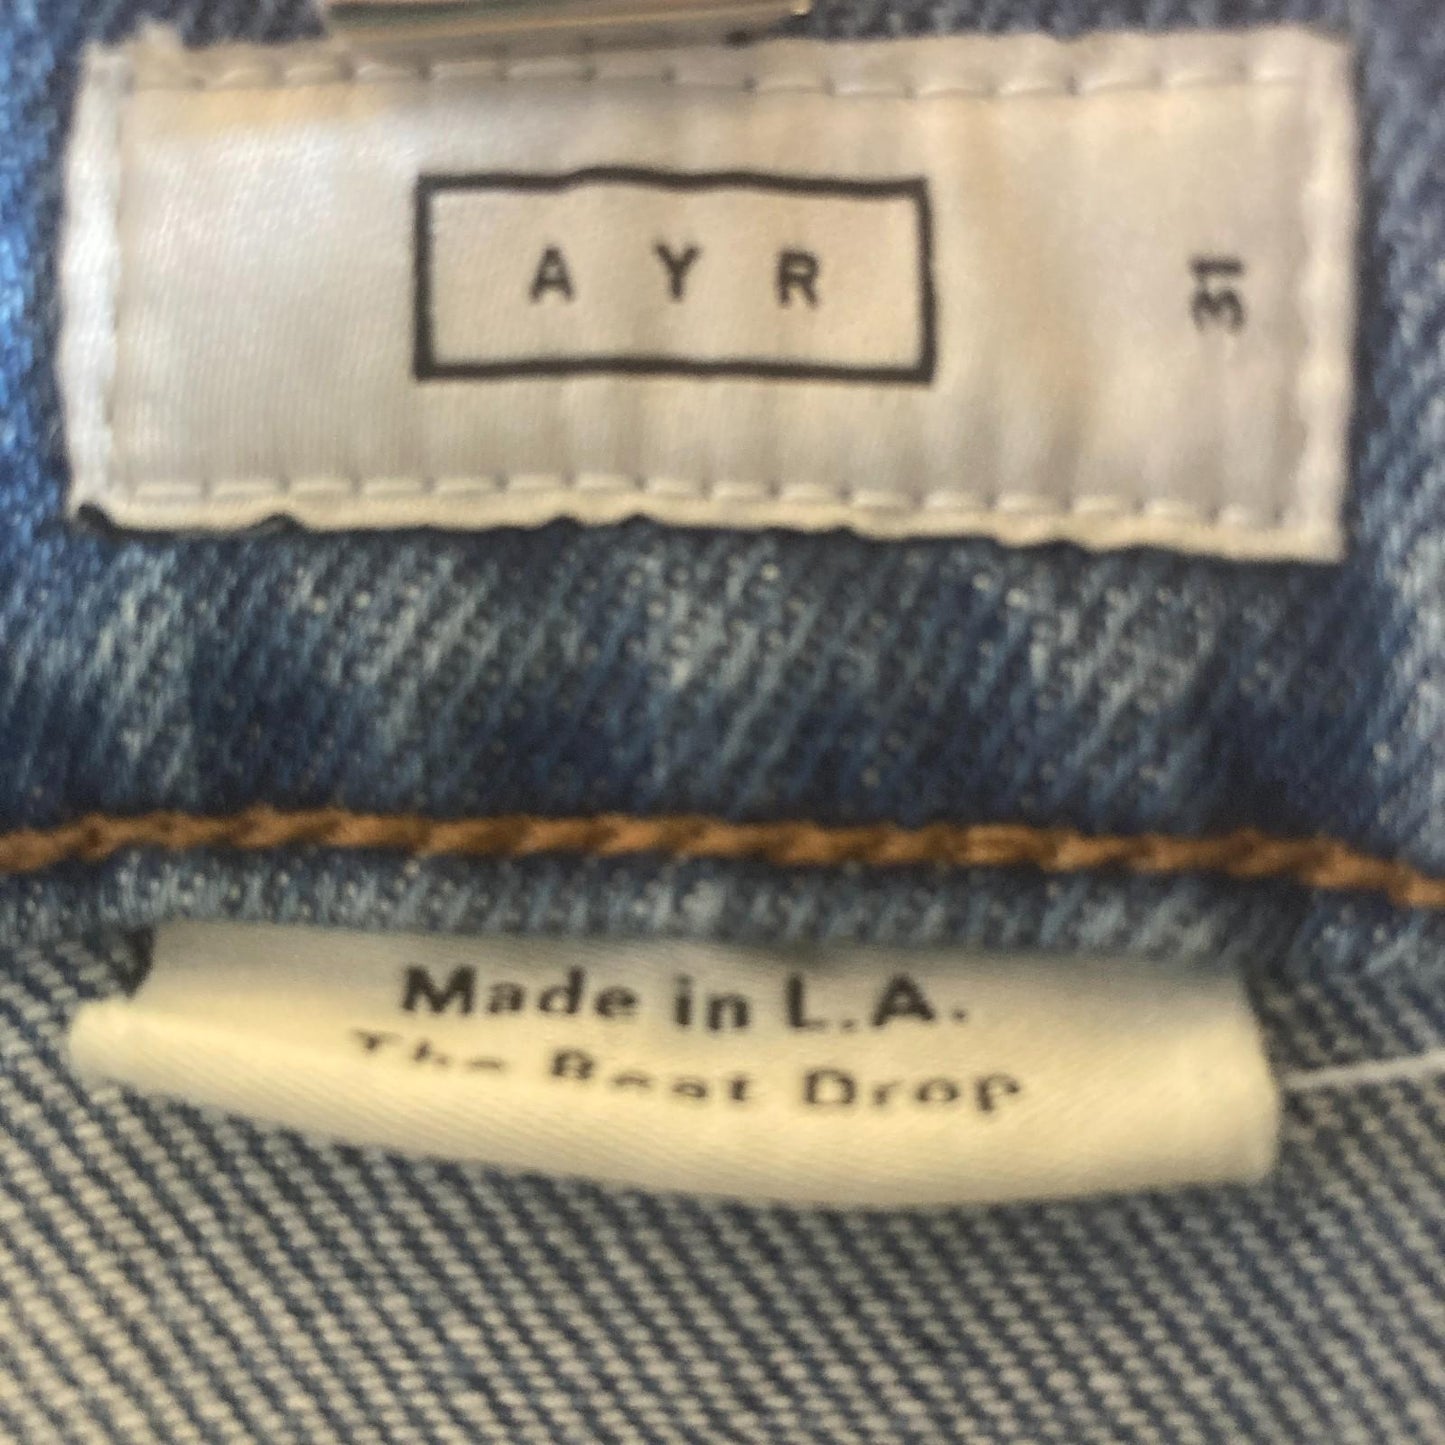 AYR
31
Made in L.A.
The Beat Drop